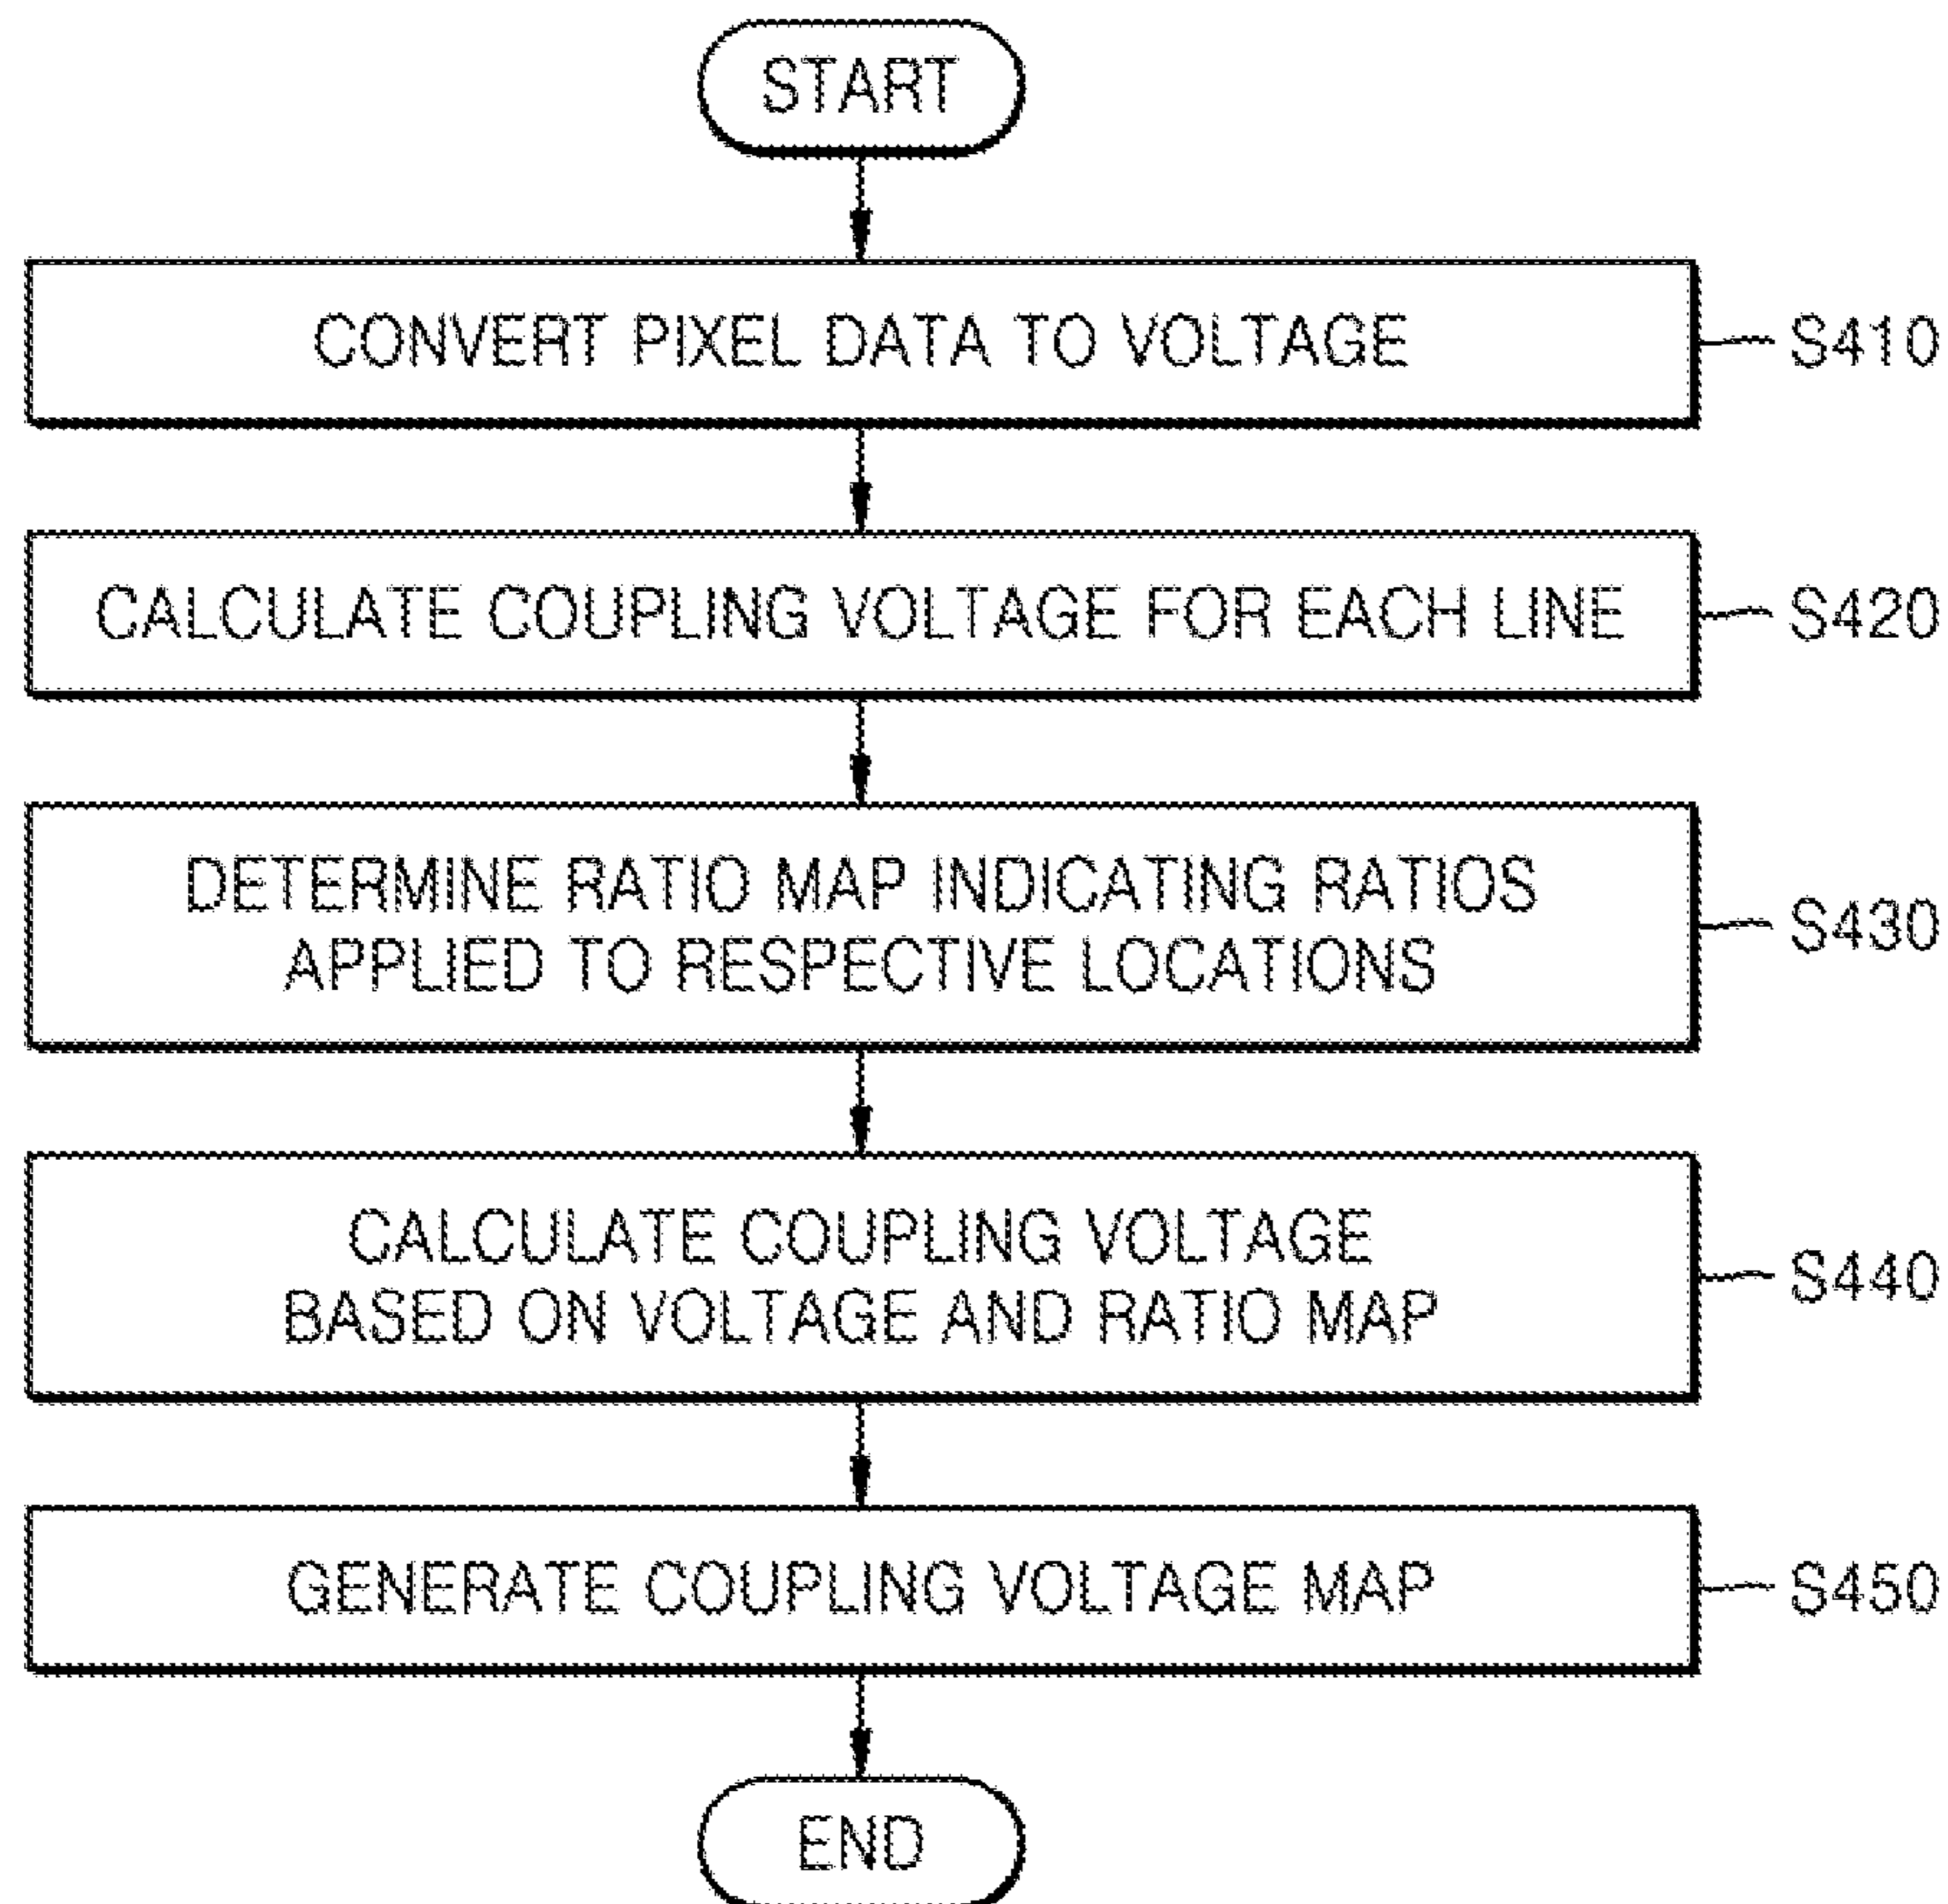 START
CONVERT PIXEL DATA TO VOLTAGE
S410
CALCULATE COUPLING VOLTAGE FOR EACH LINE
S420
DETERMINE RATIO MAP INDICATING RATIOS
APPLIED TO RESPECTIVE LOCATIONS
S430
CALCULATE COUPLING VOLTAGE
BASED ON VOLTAGE AND RATIO MAP
S440
GENERATE COUPLING VOLTAGE MAP
S450
END